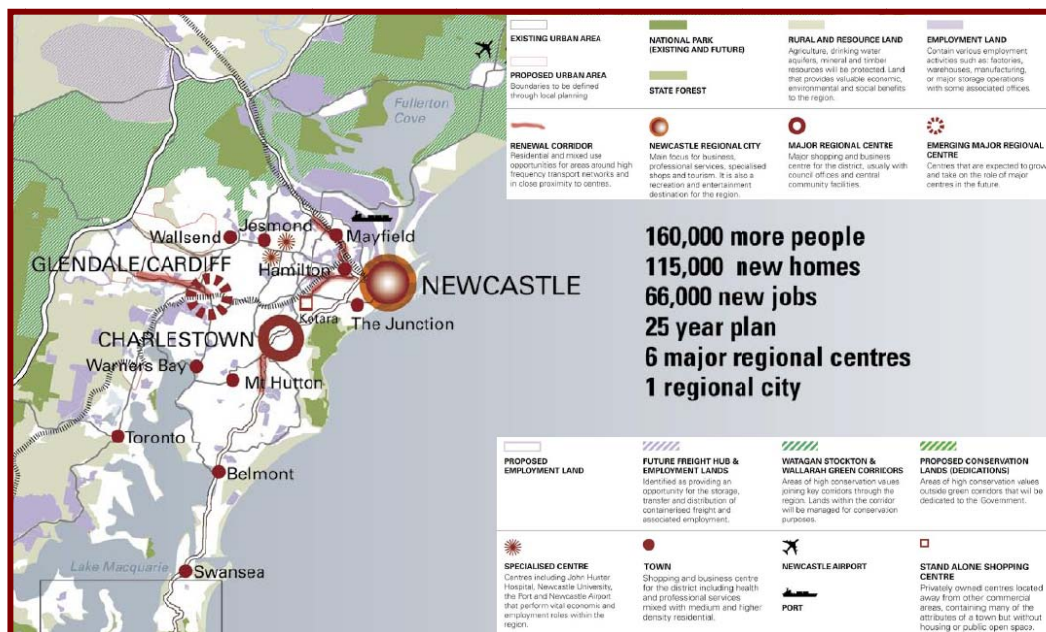 EXISTING URBAN AREA
PROPOSED URBAN AREA
Boundaries to be defined
through local planning
NATIONAL PARK
(EXISTING AND FUTURE)
STATE FOREST
RURAL AND RESOURCE LAND
Agriculture, drinking water
aquifers, mineral and timber
resources will be protected. Land
that provides valuable economic,
environmental and social benefits
to the region.
EMPLOYMENT LAND
Contain various employment
activities such as: factories,
warehouses, manufacturing,
or major storage operations
with some associated offices.
RENEWAL CORRIDOR
Residential and mixed use
opportunities for areas around high
frequency transport networks and
in close proximity to centres.
NEWCASTLE REGIONAL CITY
Main focus for business,
professional services, specialised
shops and tourism. It is also a
recreation and entertainment
destination for the region.
MAJOR REGIONAL CENTRE
Major shopping and business
centre for the district, usually with
council offices and central
community facilities.
EMERGING MAJOR REGIONAL
CENTRE
Centres that are expected to grow
and take on the role of major
centres in the future.
Fullerton
Cove
Wallsend
Jesmond
Mayfield
GLENDALE/CARDIFF
Hamilton
NEWCASTLE
Kotara
The Junction
CHARLESTOWN
Warners Bay
Mt Hutton
Toronto
Belmont
Lake Macquarie
Swansea
160,000 more people
115,000 new homes
66,000 new jobs
25 year plan
6 major regional centres
1 regional city
PROPOSED
EMPLOYMENT LAND
FUTURE FREIGHT HUB &
EMPLOYMENT LANDS
Identified as providing an
opportunity for the storage,
transfer and distribution of
containerised freight and
associated employment.
WATAGAN STOCKTON &
WALLARAH GREEN CORRIDORS
Areas of high conservation vaues
joining key corridors through the
region. Lands within the corridor
will be managed for conservation
purposes.
PROPOSED CONSERVATION
LANDS (DEDICATIONS)
Areas of high conservation values
outside green corridors that will be
dedicated to the Government.
SPECIALISED CENTRE
Centres including John Hunter
Hospital, Newcastle University,
the Port and Newcastle Airport
that perform vital economic and
employment roles within the
region.
TOWN
Shopping and business centre
for the district including health
and professional services
mixed with medium and higher
density residential.
NEWCASTLE AIRPORT
PORT
STAND ALONE SHOPPING
CENTRE
Privately owned centres located
away from other commercial
areas, containing many of the
attributes of a town but without
housing or public open space.